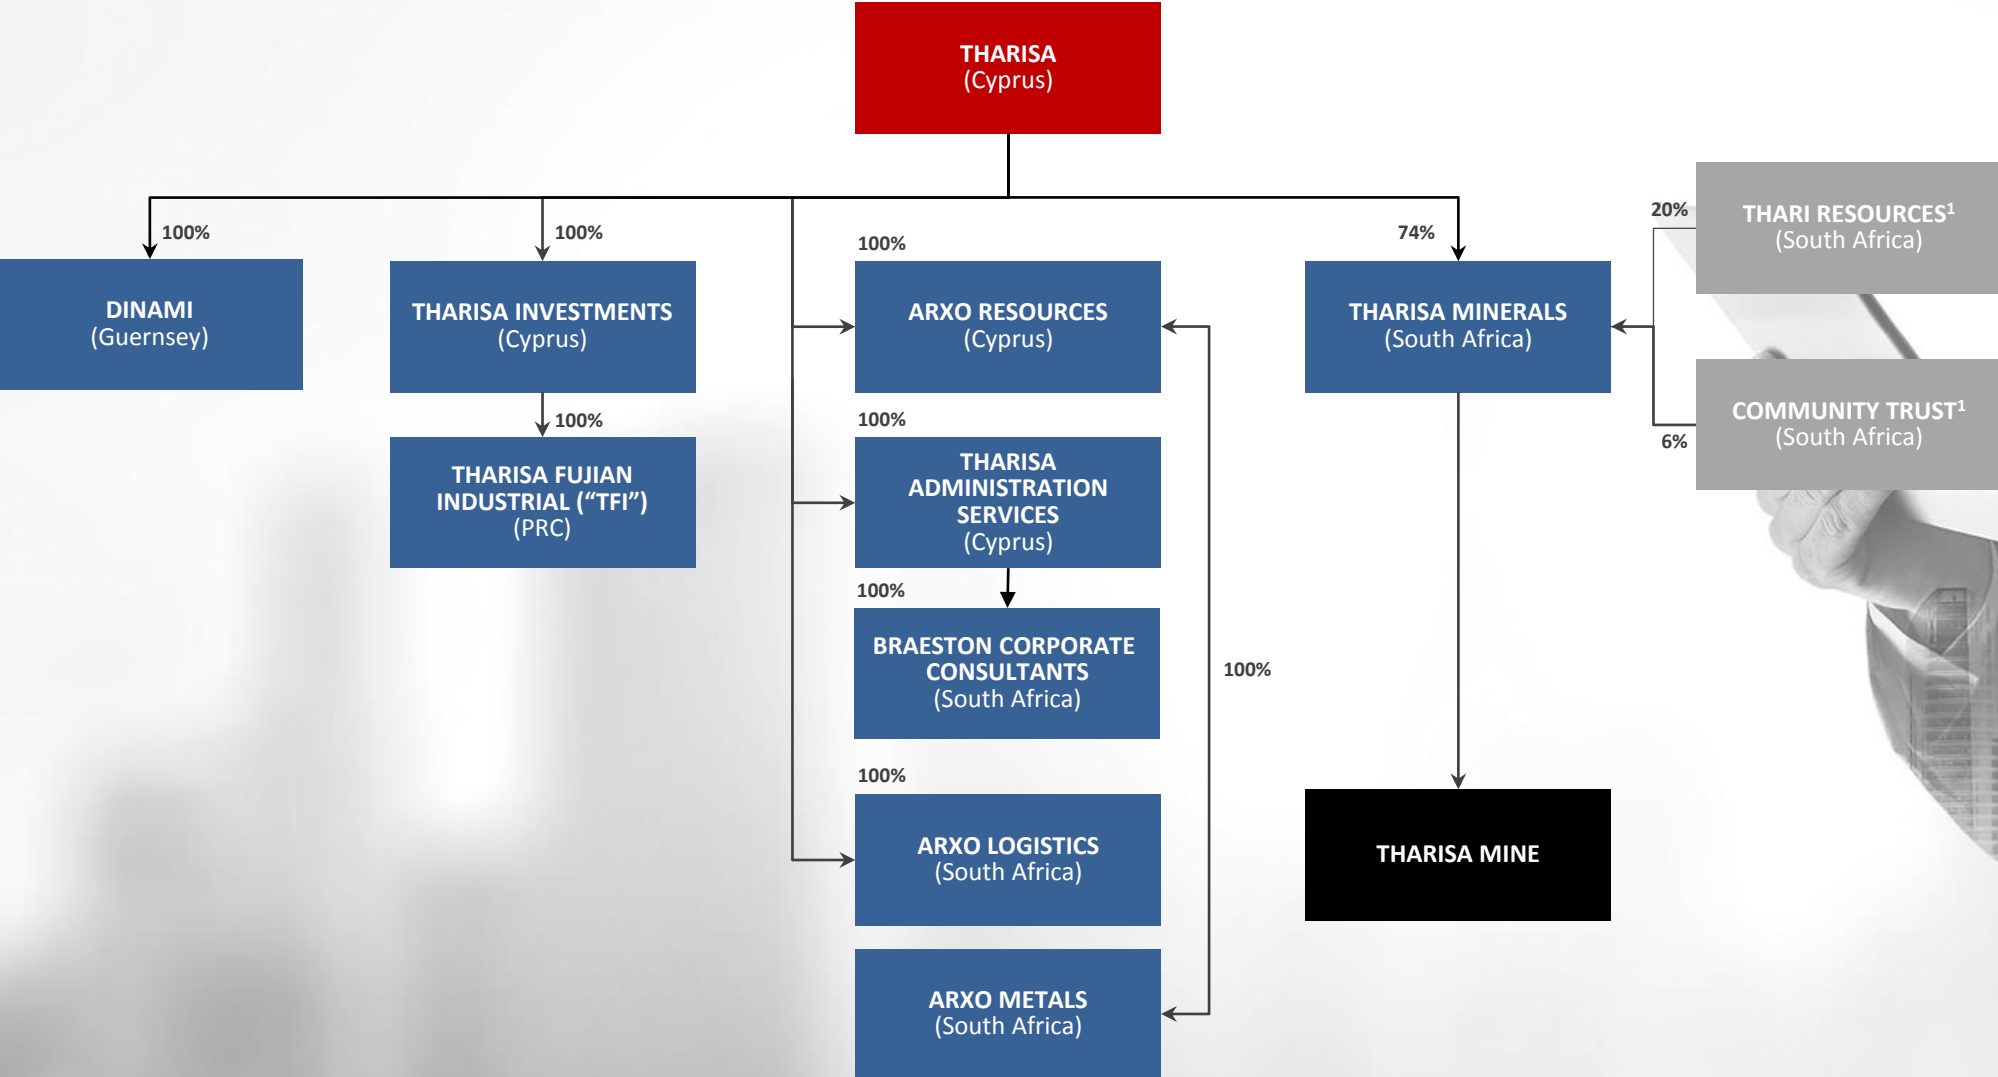 THARISA
(Cyprus)
100%
DINAMI
(Guernsey)
100%
THARISA INVESTMENTS
(Cyprus)
100%
THARISA FUJIAN
INDUSTRIAL (“TFI”)
(PRC)
100%
ARXO RESOURCES
(Cyprus)
100%
THARISA
ADMINISTRATION
SERVICES
(Cyprus)
100%
BRAESTON CORPORATE
CONSULTANTS
(South Africa)
100%
ARXO LOGISTICS
(South Africa)
ARXO METALS
(South Africa)
100%
74%
THARISA MINERALS
(South Africa)
THARISA MINE
20%
THARI RESOURCES¹
(South Africa)
6%
COMMUNITY TRUST¹
(South Africa)